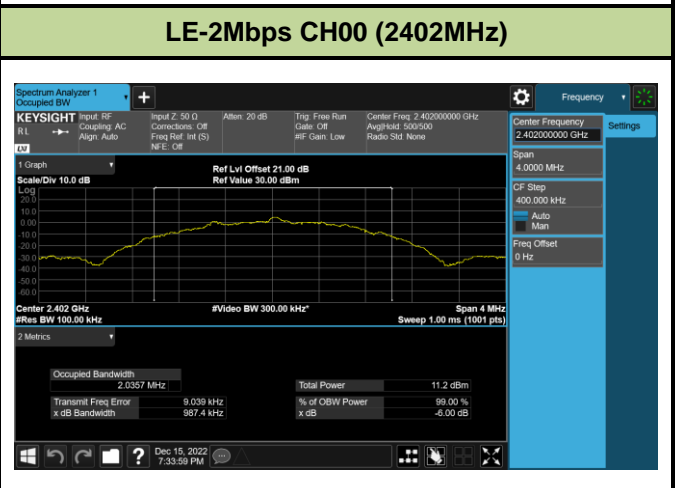 LE-2Mbps CH00 (2402MHz)
Spectrum Analyzer 1
Occupied BW
Frequency
KEYSIGHT
R L
LXI
Input: RF
Coupling: AC
Align: Auto
Input Z: 50 Ω
Corrections: Off
Freq Ref: Int (S)
NFE: Off
Atten: 20 dB
Trig: Free Run
Gate: Off
#IF Gain: Low
Center Freq: 2.402000000 GHz
Avg|Hold: 500/500
Radio Std: None
Center Frequency
2.402000000 GHz
Settings
Span
4.0000 MHz
CF Step
400.000 kHz
Auto
Man
Freq Offset
0 Hz
1 Graph
Scale/Div 10.0 dB
Ref Lvl Offset 21.00 dB
Ref Value 30.00 dBm
Log
20.0
10.0
0.00
-10.0
-20.0
-30.0
-40.0
-50.0
-60.0
Center 2.402 GHz
#Res BW 100.00 kHz
#Video BW 300.00 kHz*
Span 4 MHz
Sweep 1.00 ms (1001 pts)
2 Metrics
Occupied Bandwidth
2.0357 MHz
Total Power 11.2 dBm
Transmit Freq Error 9.039 kHz
% of OBW Power 99.00 %
x dB Bandwidth 987.4 kHz
x dB -6.00 dB
?
Dec 15, 2022
7:33:59 PM